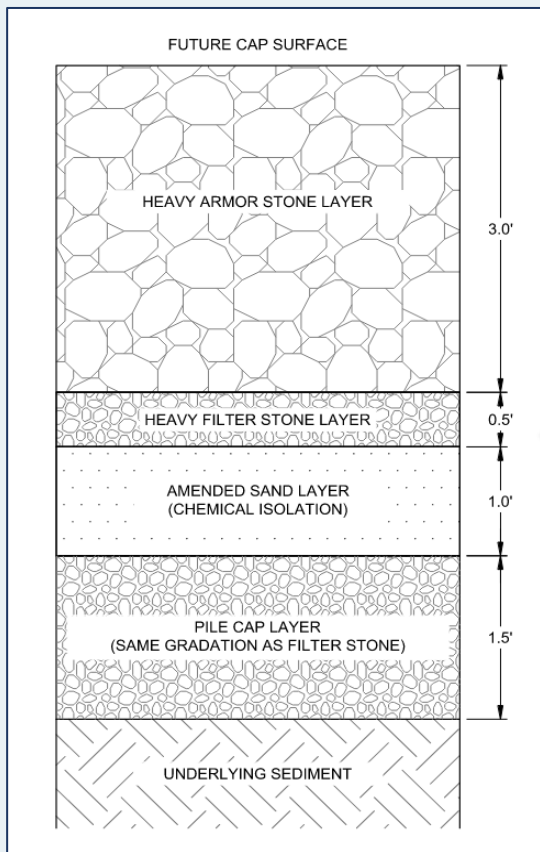 FUTURE CAP SURFACE
HEAVY ARMOR STONE LAYER
3.0'
HEAVY FILTER STONE LAYER
0.5'
AMENDED SAND LAYER
(CHEMICAL ISOLATION)
1.0'
PILE CAP LAYER
(SAME GRADATION AS FILTER STONE)
1.5'
UNDERLYING SEDIMENT